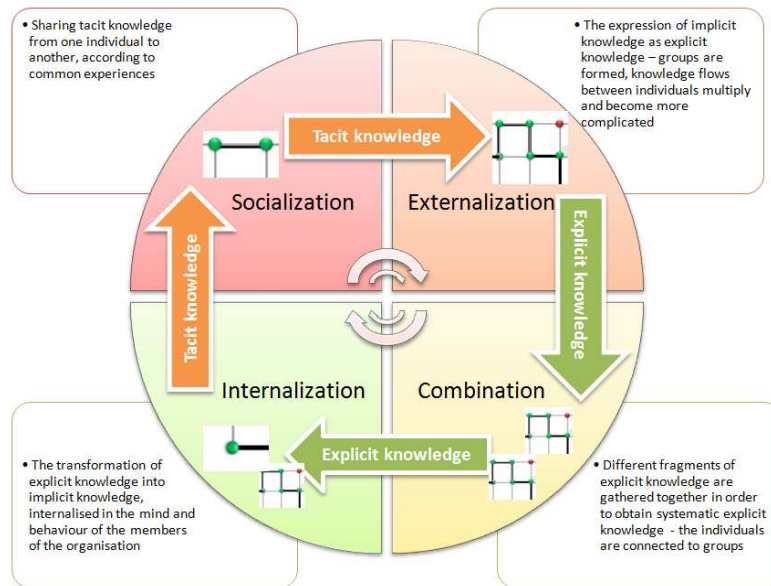 • Sharing tacit knowledge
from one individual to
another, according to
common experiences
• The expression of implicit
knowledge as explicit
knowledge – groups are
formed, knowledge flows
between individuals multiply
and become more
complicated
Tacit knowledge
Socialization
Externalization
Tacit knowledge
Explicit knowledge
Internalization
Combination
Explicit knowledge
• The transformation of
explicit knowledge into
implicit knowledge,
internalised in the mind and
behaviour of the members
of the organisation
• Different fragments of
explicit knowledge are
gathered together in order
to obtain systematic explicit
knowledge - the individuals
are connected to groups